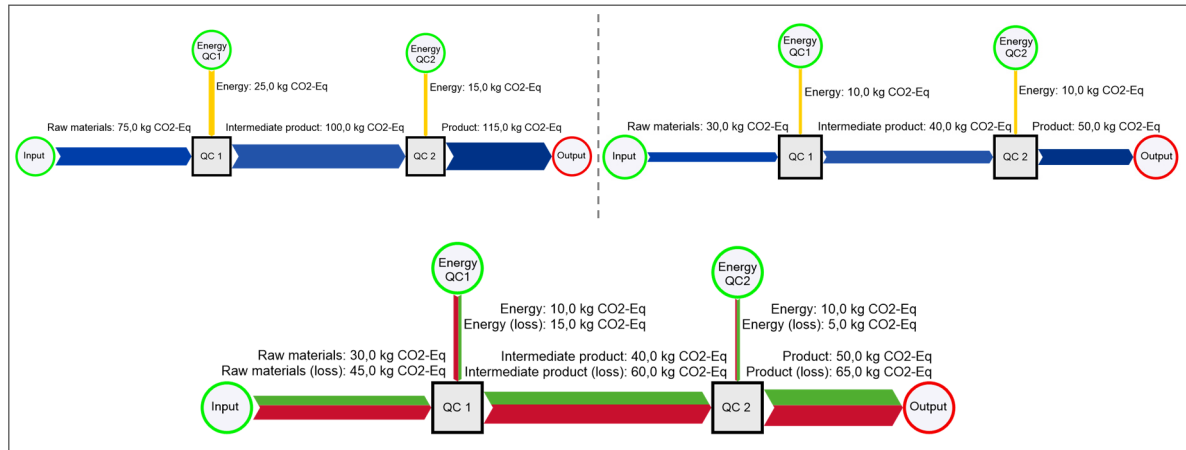 Energy
QC1
Energy
QC2
Energy: 25,0 kg CO2-Eq
Energy: 15,0 kg CO2-Eq
Raw materials: 75,0 kg CO2-Eq
Intermediate product: 100,0 kg CO2-Eq
Product: 115,0 kg CO2-Eq
Input
QC 1
QC 2
Output
Energy
QC1
Energy
QC2
Energy: 10,0 kg CO2-Eq
Energy: 10,0 kg CO2-Eq
Raw materials: 30,0 kg CO2-Eq
Intermediate product: 40,0 kg CO2-Eq
Product: 50,0 kg CO2-Eq
Input
QC 1
QC 2
Output
Energy
QC1
Energy
QC2
Energy: 10,0 kg CO2-Eq
Energy (loss): 15,0 kg CO2-Eq
Energy: 10,0 kg CO2-Eq
Energy (loss): 5,0 kg CO2-Eq
Raw materials: 30,0 kg CO2-Eq
Raw materials (loss): 45,0 kg CO2-Eq
Intermediate product: 40,0 kg CO2-Eq
Intermediate product (loss): 60,0 kg CO2-Eq
Product: 50,0 kg CO2-Eq
Product (loss): 65,0 kg CO2-Eq
Input
QC 1
QC 2
Output